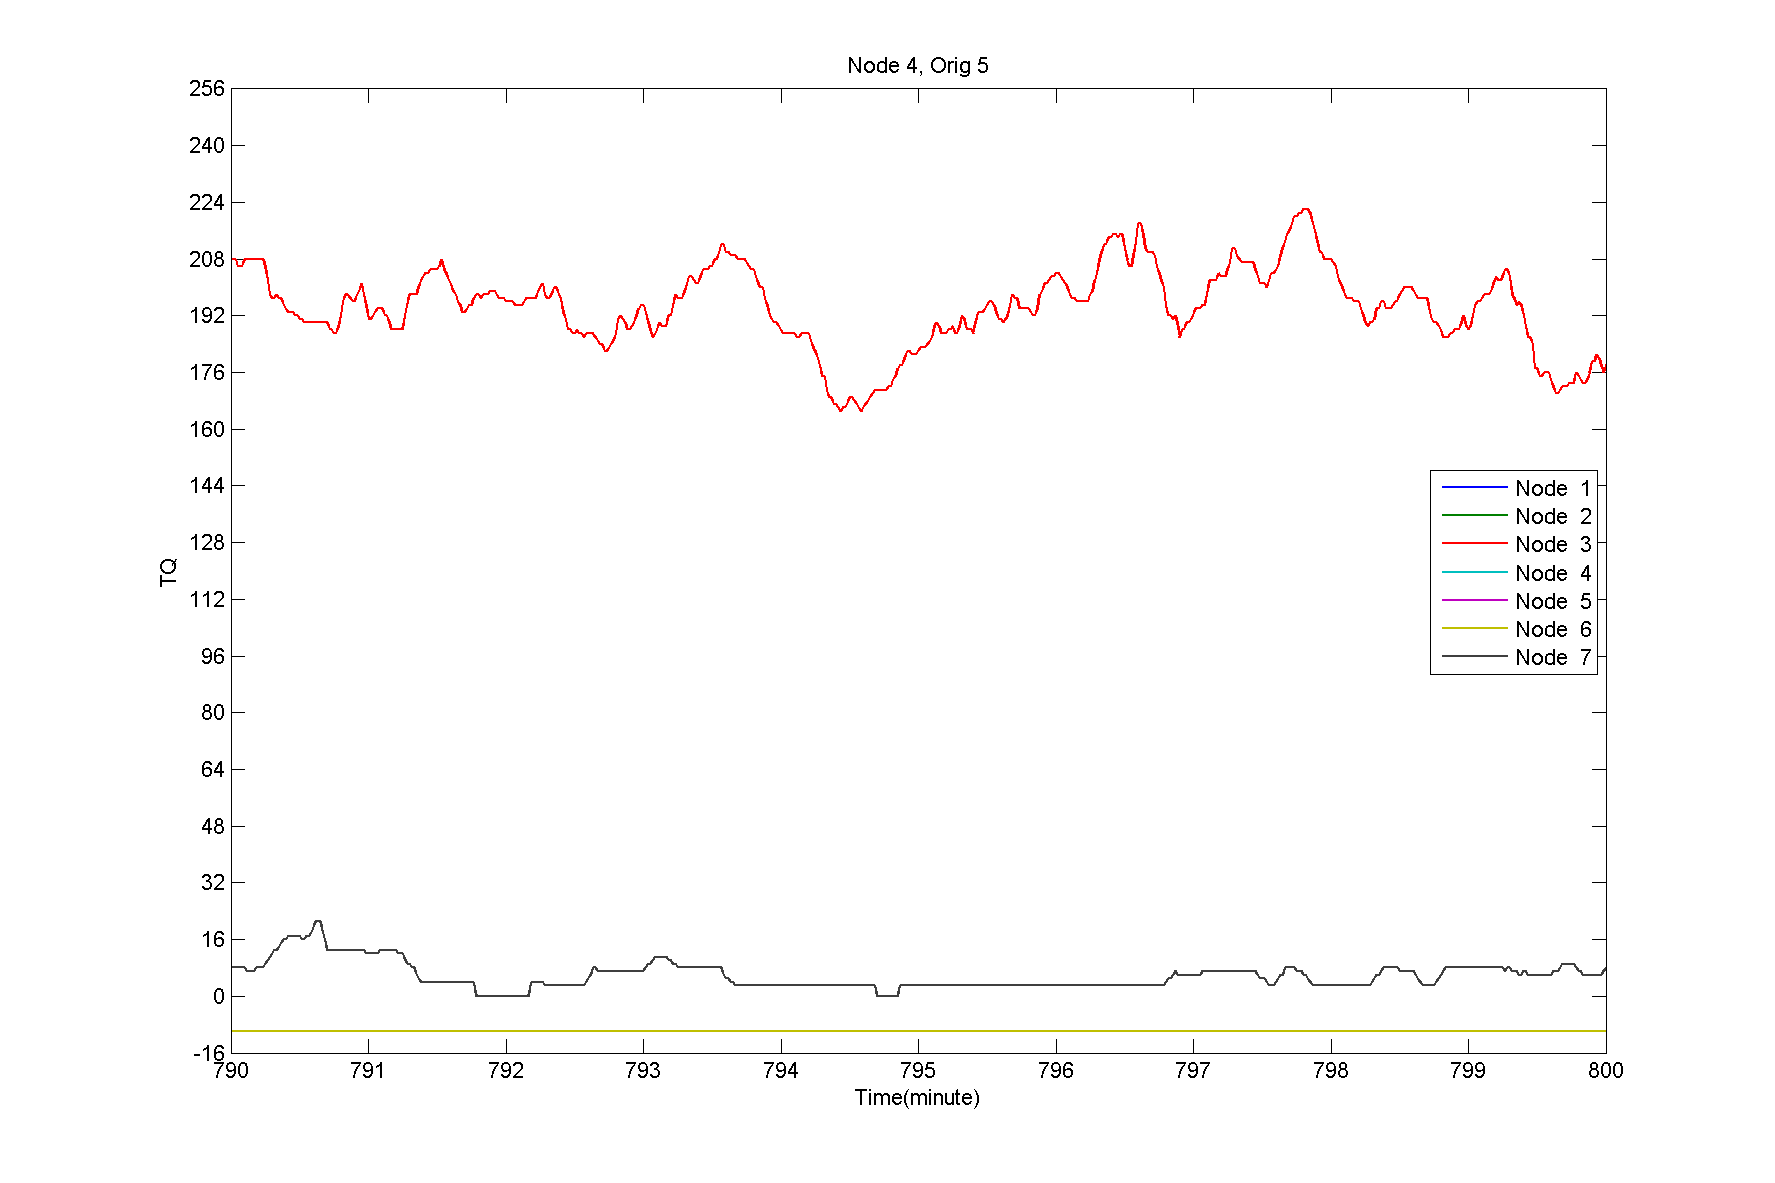 Node 4, Orig 5
256
240
224
208
192
176
160
144
128
112
96
80
64
48
32
16
0
-16
TQ
Node 1
Node 2
Node 3
Node 4
Node 5
Node 6
Node 7
790 791 792 793 794 795 796 797 798 799 800
Time(minute)